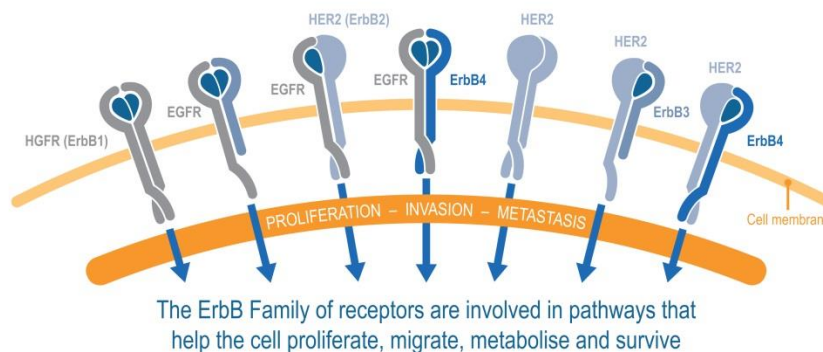 HER2 (ErbB2)
HER2
EGFR
ErbB4
HER2
EGFR
EGFR
HER2
HGFR (ErbB1)
ErbB3
ErbB4
PROLIFERATION – INVASION – METASTASIS
Cell membran
The ErbB Family of receptors are involved in pathways that
help the cell proliferate, migrate, metabolise and survive